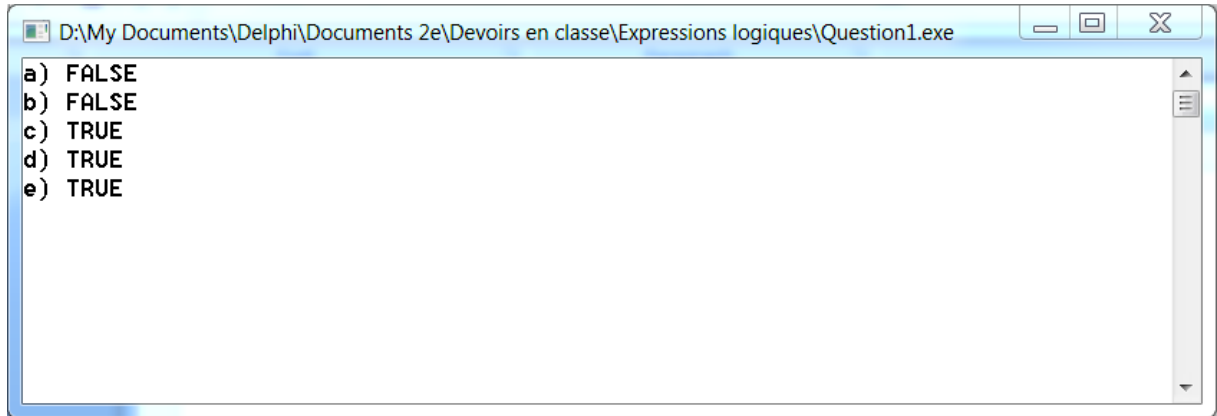 D:\My Documents\Delphi\Documents 2e\Devoirs en classe\Expressions logiques\Question1.exe
a) FALSE
b) FALSE
c) TRUE
d) TRUE
e) TRUE